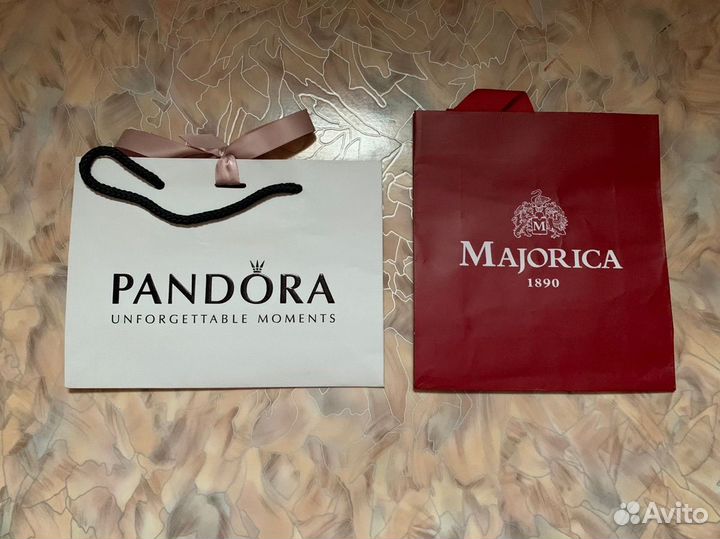 PANDORA
UNFORGETTABLE MOMENTS
M
MAJORICA
1890
Avito